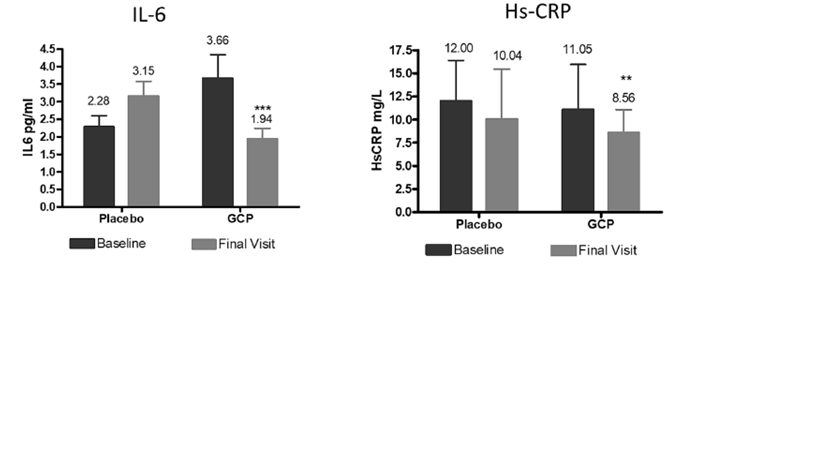 IL-6
4.5
4.0
3.5
3.0
2.5
2.0
1.5
1.0
0.5
0.0
IL6 pg/ml
2.28
3.15
3.66
***
1.94
Placebo
GCP
Baseline
Final Visit
Hs-CRP
17.5
15.0
12.5
10.0
7.5
5.0
2.5
0.0
HsCRP mg/L
12.00
10.04
11.05
**
8.56
Placebo
GCP
Baseline
Final Visit